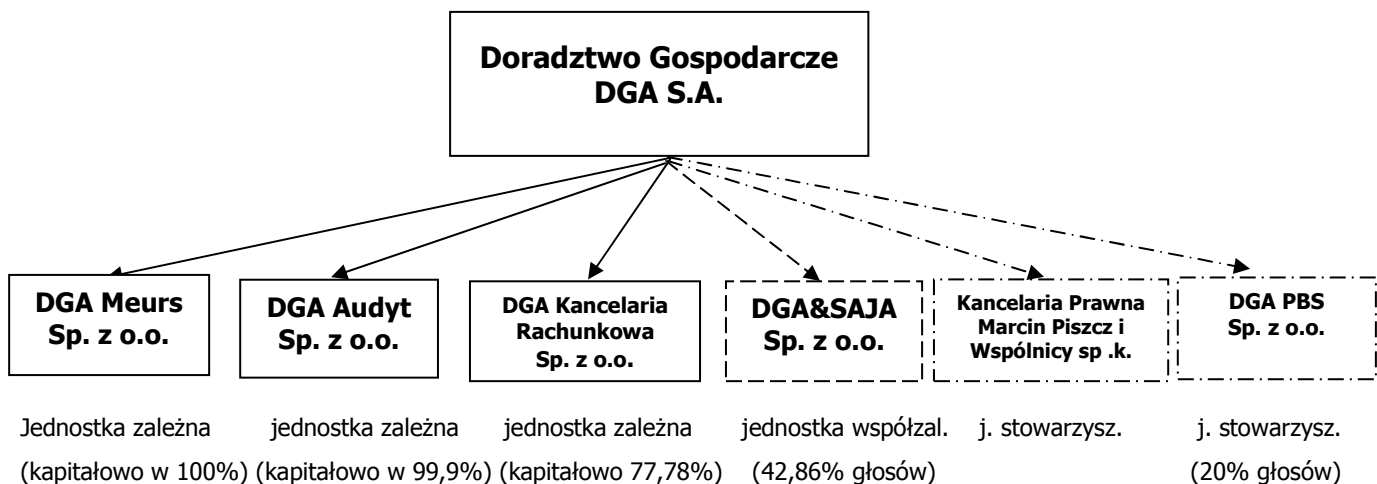 Doradztwo Gospodarcze
DGA S.A.
DGA Meurs
Sp. z o.o.
DGA Audyt
Sp. z o.o.
DGA Kancelaria
Rachunkowa
Sp. z o.o.
DGA&SAJA
Sp. z o.o.
Kancelaria Prawna
Marcin Piszcz i
Wspólnicy sp .k.
DGA PBS
Sp. z o.o.
Jednostka zależna
(kapitałowo w 100%)
jednostka zależna
(kapitałowo w 99,9%)
jednostka zależna
(kapitałowo 77,78%)
jednostka współzal.
(42,86% głosów)
j. stowarzysz.
j. stowarzysz.
(20% głosów)